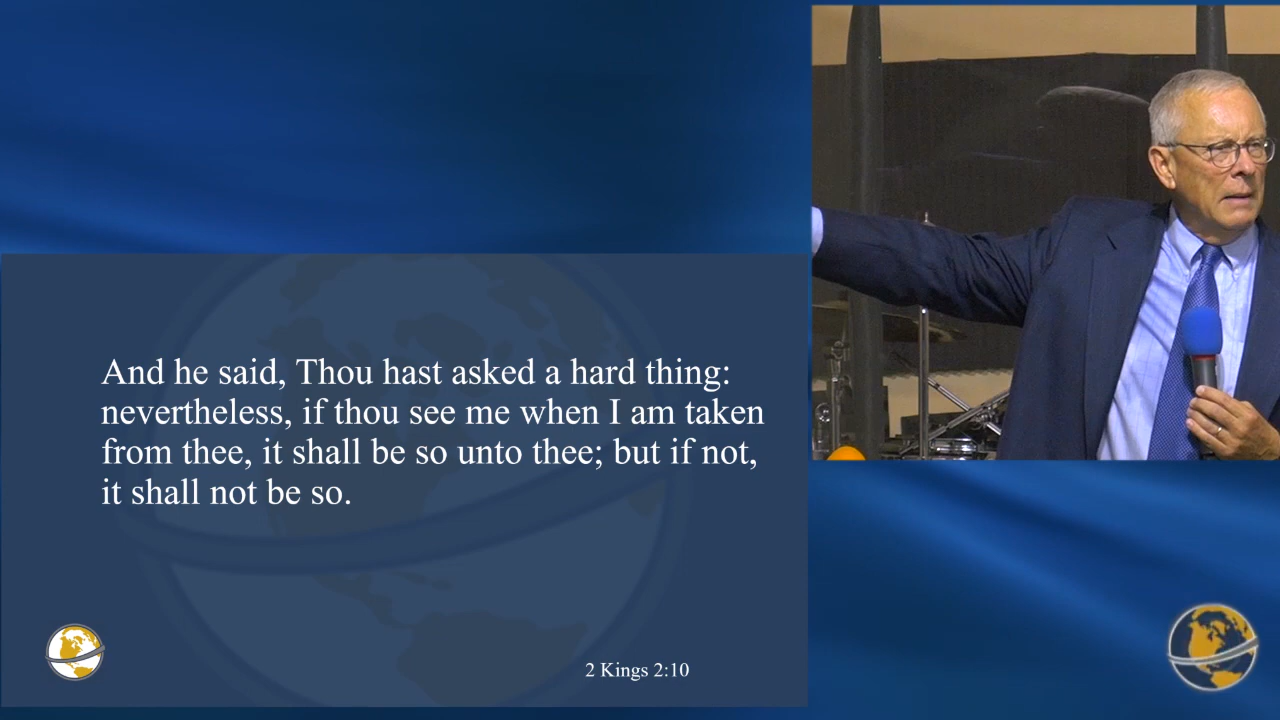 And he said, Thou hast asked a hard thing:
nevertheless, if thou see me when I am taken
from thee, it shall be so unto thee; but if not,
it shall not be so.
2 Kings 2:10